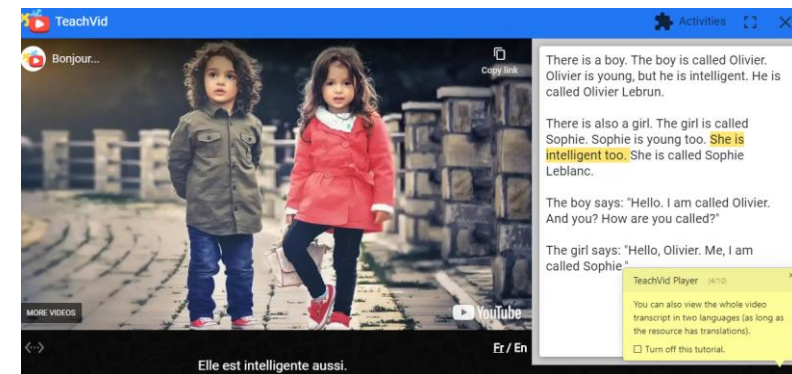 TeachVid
Activities
Bonjour...
Copy link
MORE VIDEOS
YouTube
Fr / En
Elle est intelligente aussi.
There is a boy. The boy is called Olivier.
Olivier is young, but he is intelligent. He is
called Olivier Lebrun.
There is also a girl. The girl is called
Sophie. Sophie is young too. She is
intelligent too. She is called Sophie
Leblanc.
The boy says: "Hello. I am called Olivier.
And you? How are you called?"
The girl says: "Hello, Olivier. Me, I am
called Sophie."
TeachVid Player (4/10)
You can also view the whole video
transcript in two languages (as long as
the resource has translations).
Turn off this tutorial.